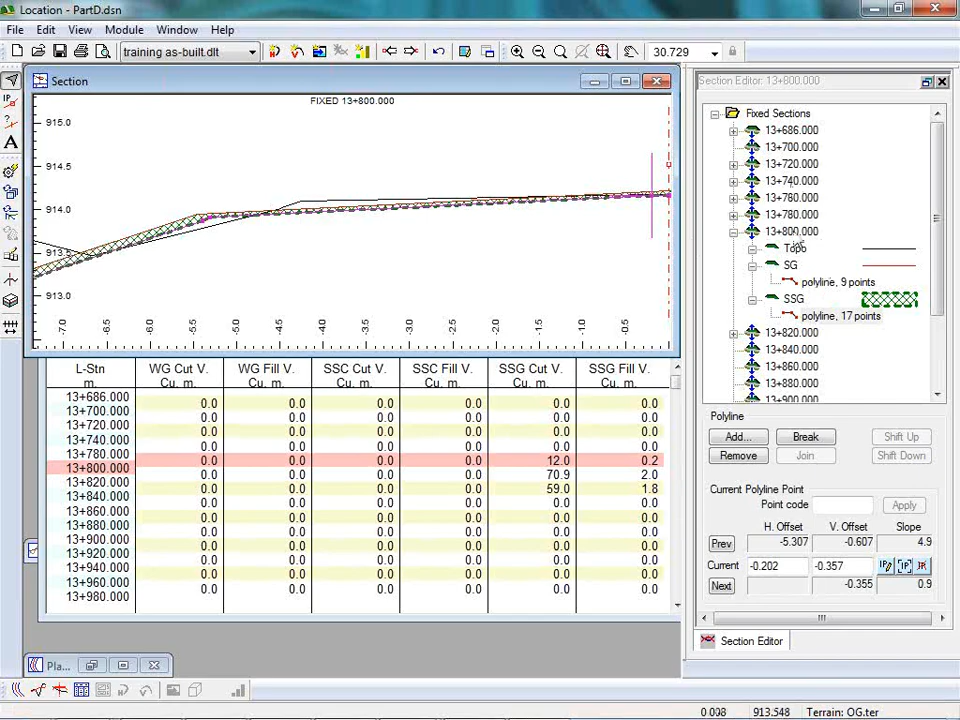 Location - PartD.dsn
File Edit View Module Window Help
training as-built.dlt
30.729
Section
FIXED 13+800.000
915.0
914.5
914.0
913.5
913.0
-7.0 -6.5 -6.0 -5.5 -5.0 -4.5 -4.0 -3.5 -3.0 -2.5 -2.0 -1.5 -1.0 -0.5
L-Stn WG Cut V. WG Fill V. SSC Cut V. SSC Fill V. SSG Cut V. SSG Fill V.
m. Cu. m. Cu. m. Cu. m. Cu. m. Cu. m. Cu. m.
13+686.000 0.0 0.0 0.0 0.0 0.0 0.0
13+700.000 0.0 0.0 0.0 0.0 0.0 0.0
13+720.000 0.0 0.0 0.0 0.0 0.0 0.0
13+740.000 0.0 0.0 0.0 0.0 0.0 0.0
13+780.000 0.0 0.0 0.0 0.0 12.0 0.2
13+800.000 0.0 0.0 0.0 0.0 70.9 2.0
13+820.000 0.0 0.0 0.0 0.0 59.0 1.8
13+840.000 0.0 0.0 0.0 0.0 0.0 0.0
13+860.000 0.0 0.0 0.0 0.0 0.0 0.0
13+880.000 0.0 0.0 0.0 0.0 0.0 0.0
13+900.000 0.0 0.0 0.0 0.0 0.0 0.0
13+920.000 0.0 0.0 0.0 0.0 0.0 0.0
13+940.000 0.0 0.0 0.0 0.0 0.0 0.0
13+960.000 0.0 0.0 0.0 0.0 0.0 0.0
13+980.000
Pla...
Section Editor: 13+800.000
Fixed Sections
13+686.000
13+700.000
13+720.000
13+740.000
13+760.000
13+780.000
13+800.000
Topo
SG
polyline, 9 points
SSG
polyline, 17 points
13+820.000
13+840.000
13+860.000
13+880.000
13+900.000
Polyline
Add... Break Shift Up
Remove Join Shift Down
Current Polyline Point
Point code Apply
H. Offset V. Offset Slope
Prev -5.307 -0.607 4.9
Current -0.202 -0.357 IP [IP] IP
Next -0.355 0.9
Section Editor
0.008 913.548 Terrain: OG.ter